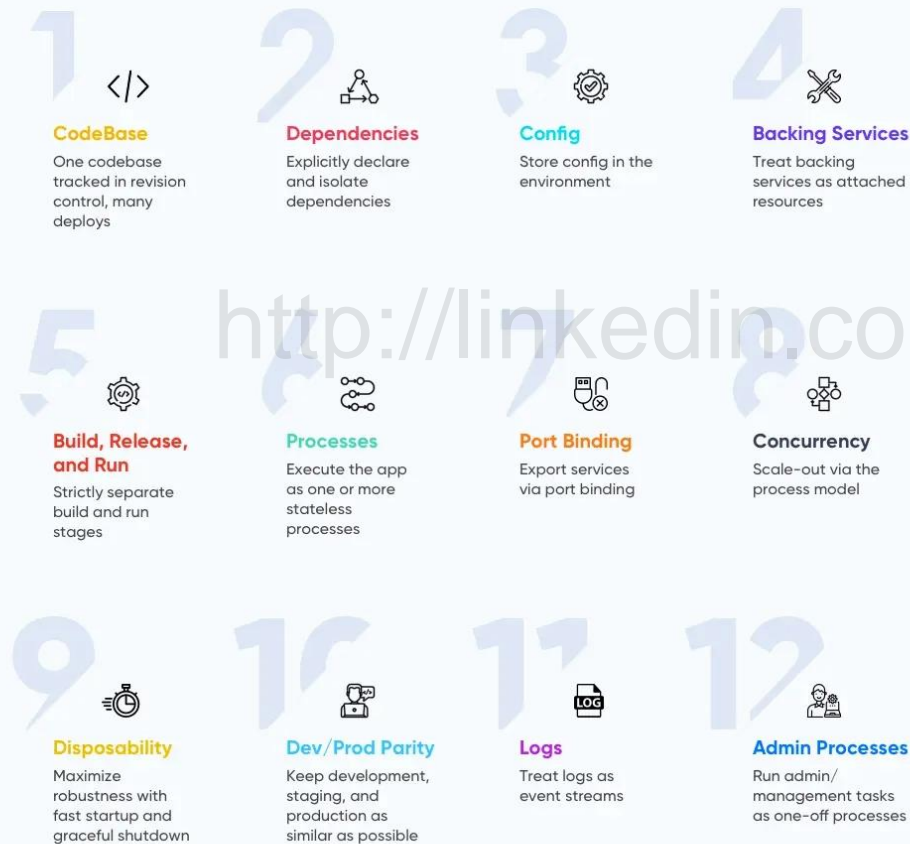 1
2
3
4
</>
CodeBase
One codebase
tracked in revision
control, many
deploys
Dependencies
Explicitly declare
and isolate
dependencies
Config
Store config in the
environment
Backing Services
Treat backing
services as attached
resources
http://linkedin.co
5
6
7
8
</>
Build, Release,
and Run
Strictly separate
build and run
stages
Processes
Execute the app
as one or more
stateless
processes
Port Binding
Export services
via port binding
Concurrency
Scale-out via the
process model
9
10
11
12
</>
LOG
Disposability
Maximize
robustness with
fast startup and
graceful shutdown
Dev/Prod Parity
Keep development,
staging, and
production as
similar as possible
Logs
Treat logs as
event streams
Admin Processes
Run admin/
management tasks
as one-off processes